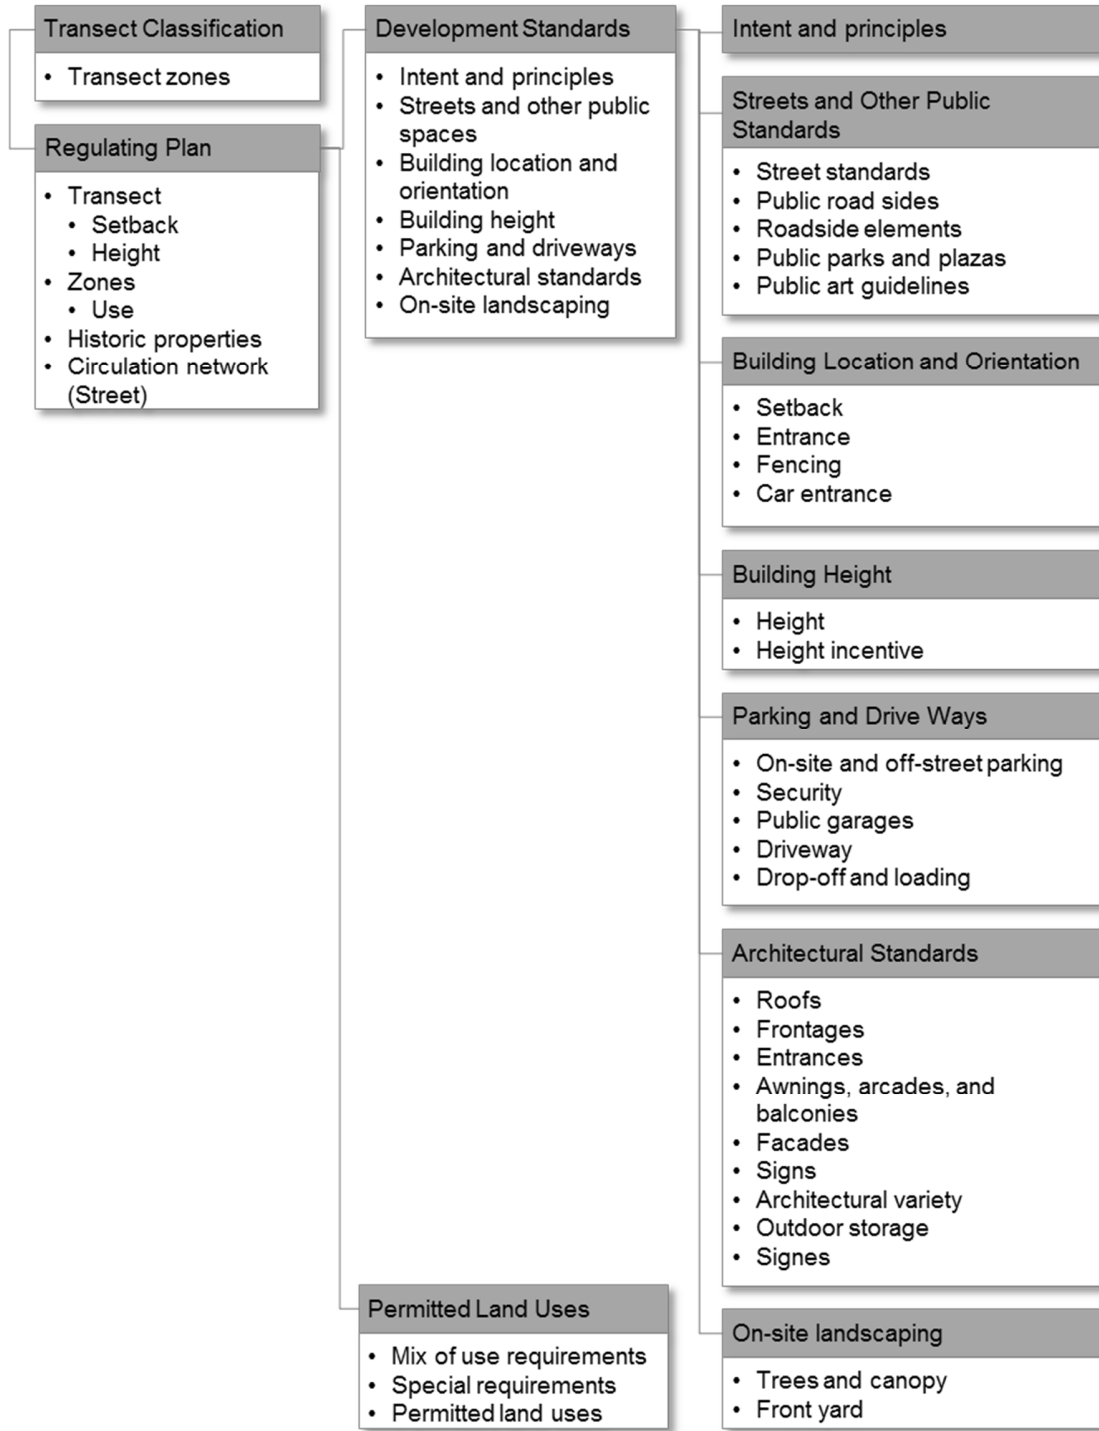 Transect Classification
• Transect zones
Regulating Plan
• Transect
• Setback
• Height
• Zones
• Use
• Historic properties
• Circulation network
(Street)
Development Standards
• Intent and principles
• Streets and other public
spaces
• Building location and
orientation
• Building height
• Parking and driveways
• Architectural standards
• On-site landscaping
Permitted Land Uses
• Mix of use requirements
• Special requirements
• Permitted land uses
Intent and principles
Streets and Other Public
Standards
• Street standards
• Public road sides
• Roadside elements
• Public parks and plazas
• Public art guidelines
Building Location and Orientation
• Setback
• Entrance
• Fencing
• Car entrance
Building Height
• Height
• Height incentive
Parking and Drive Ways
• On-site and off-street parking
• Security
• Public garages
• Driveway
• Drop-off and loading
Architectural Standards
• Roofs
• Frontages
• Entrances
• Awnings, arcades, and
balconies
• Facades
• Signs
• Architectural variety
• Outdoor storage
• Signes
On-site landscaping
• Trees and canopy
• Front yard